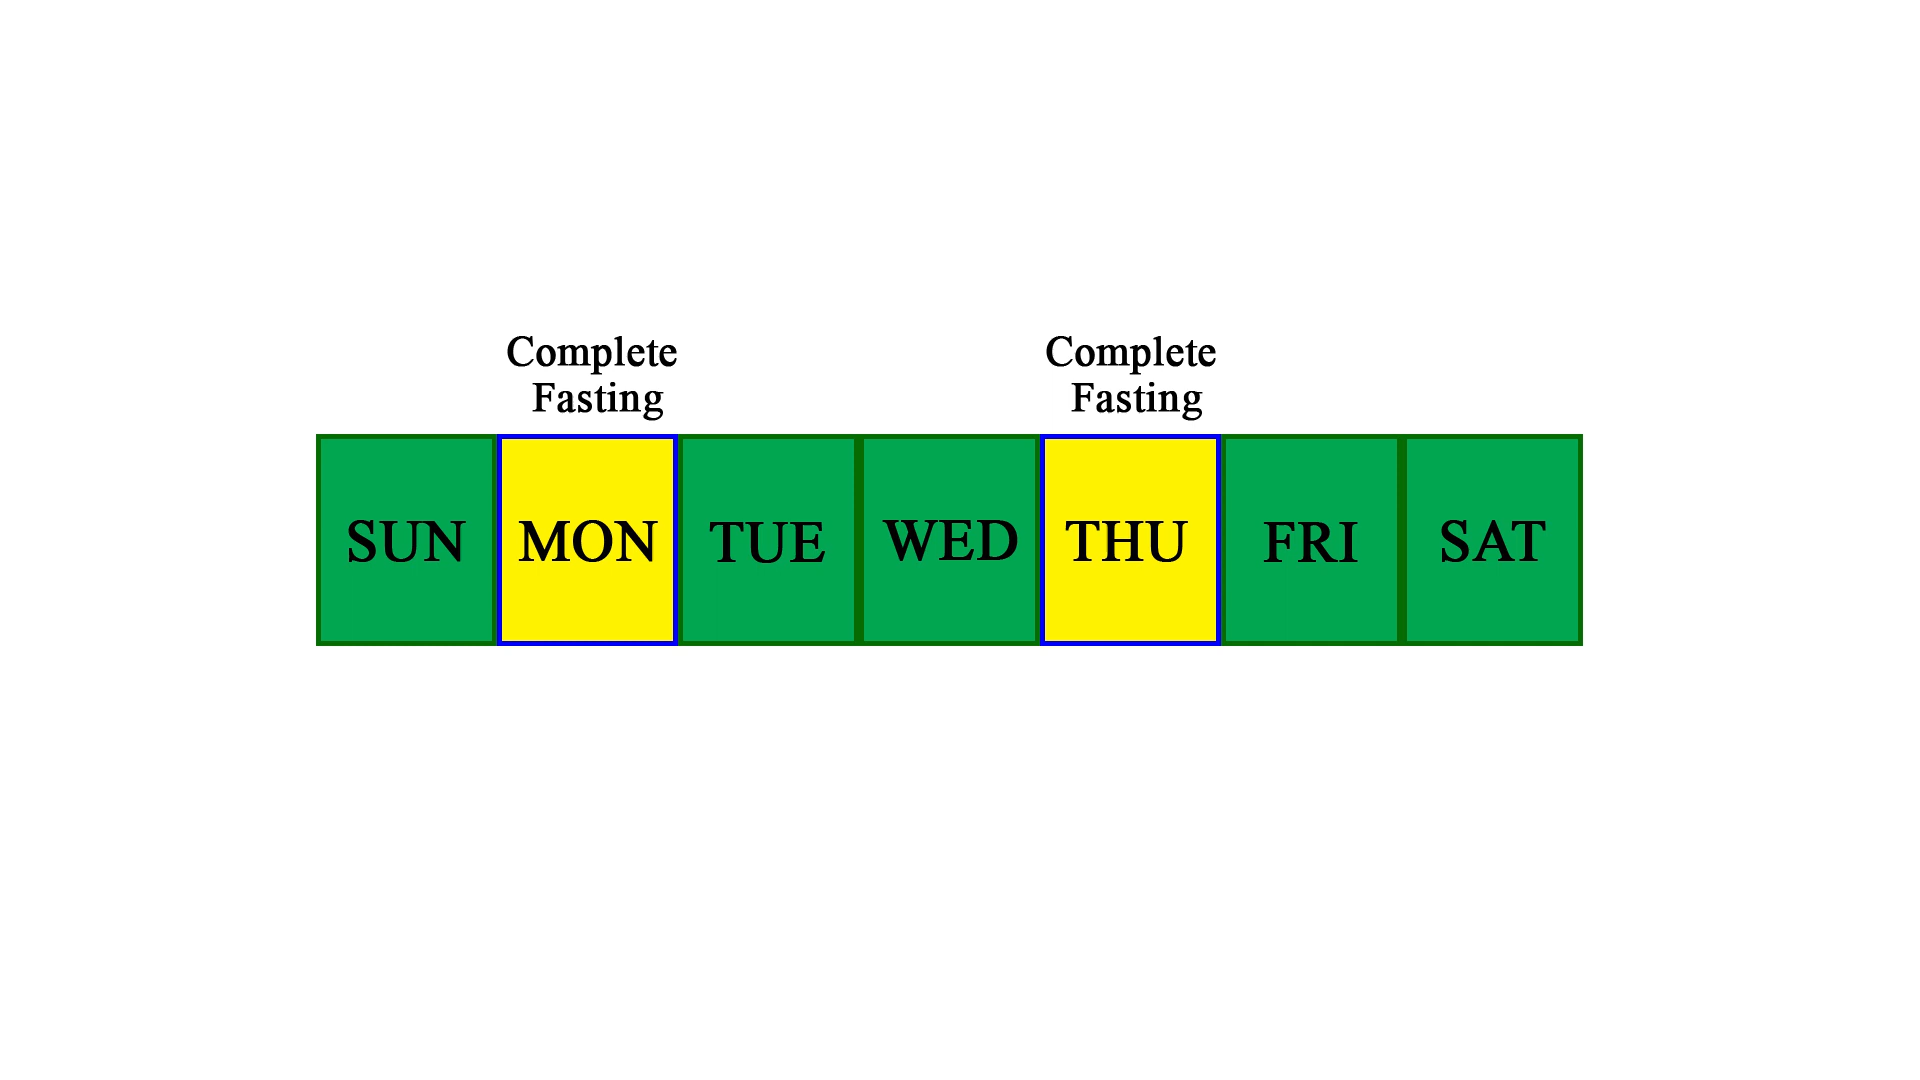 Complete
Fasting
Complete
Fasting
SUN MON TUE WED THU FRI SAT